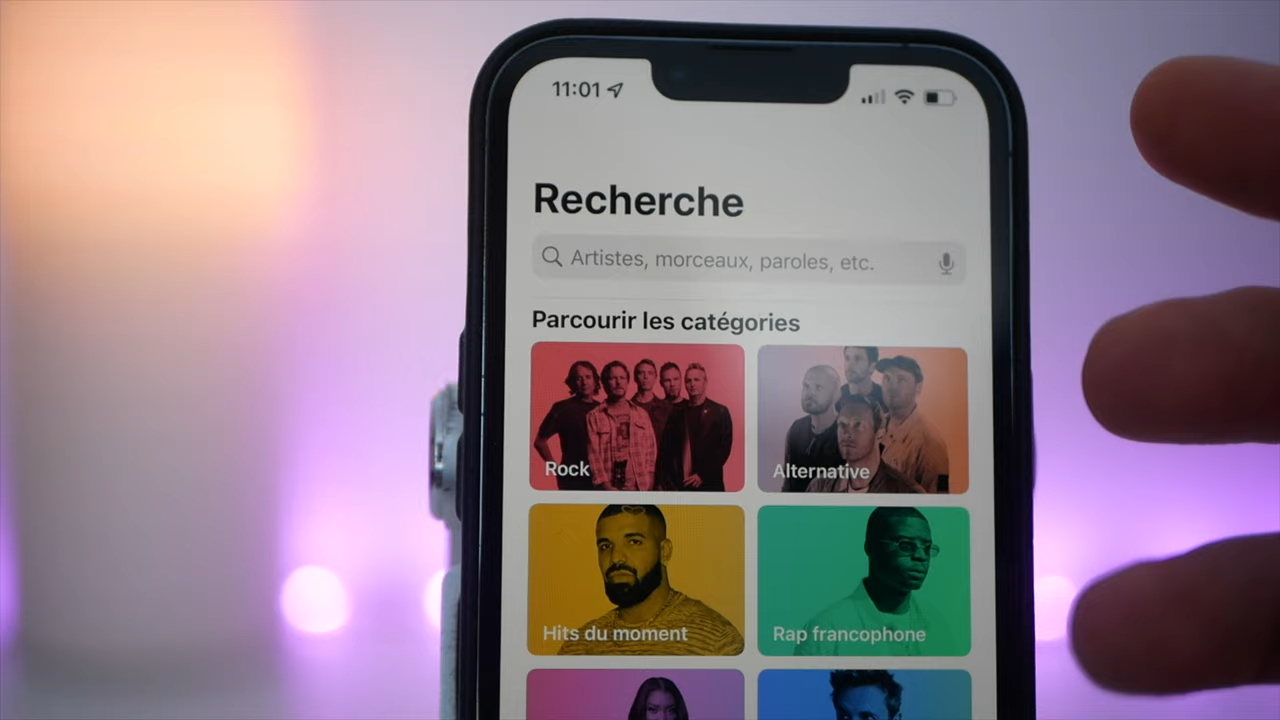 11:01
Recherche
Artistes, morceaux, paroles, etc.
Parcourir les catégories
Rock
Alternative
Hits du moment
Rap francophone